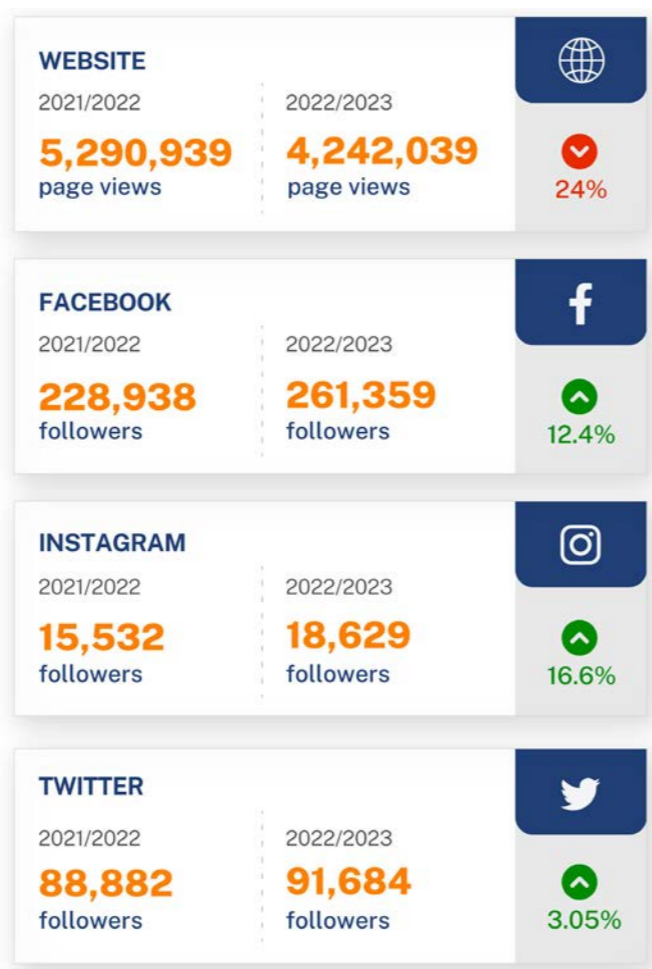 WEBSITE
2021/2022 2022/2023
5,290,939 4,242,039
page views page views 24%
FACEBOOK
2021/2022 2022/2023
228,938 261,359
followers followers 12.4%
INSTAGRAM
2021/2022 2022/2023
15,532 18,629
followers followers 16.6%
TWITTER
2021/2022 2022/2023
88,882 91,684
followers followers 3.05%